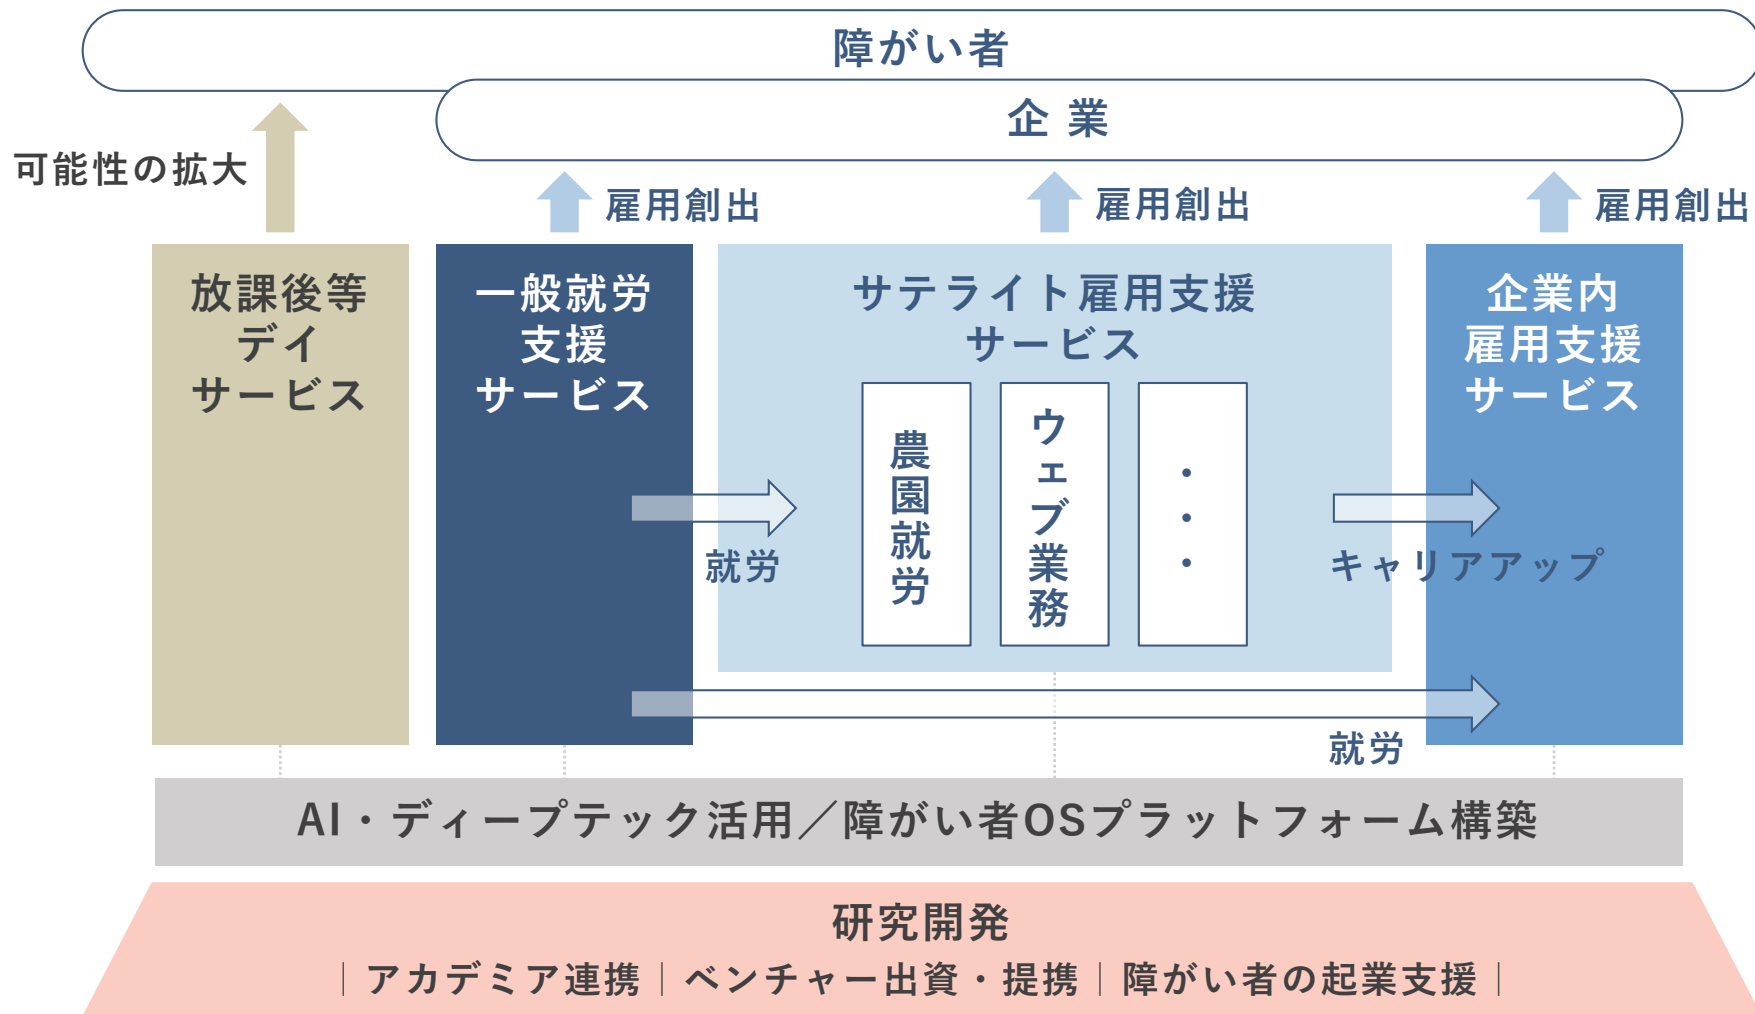 障がい者
企業
可能性の拡大
雇用創出
雇用創出
雇用創出
放課後等
デイ
サービス
一般就労
支援
サービス
サテライト雇用支援
サービス
農園就労
ウェブ業務
・・・
企業内
雇用支援
サービス
就労
キャリアアップ
就労
AI・ディープテック活用／障がい者OSプラットフォーム構築
研究開発
｜アカデミア連携｜ベンチャー出資・提携｜障がい者の起業支援｜